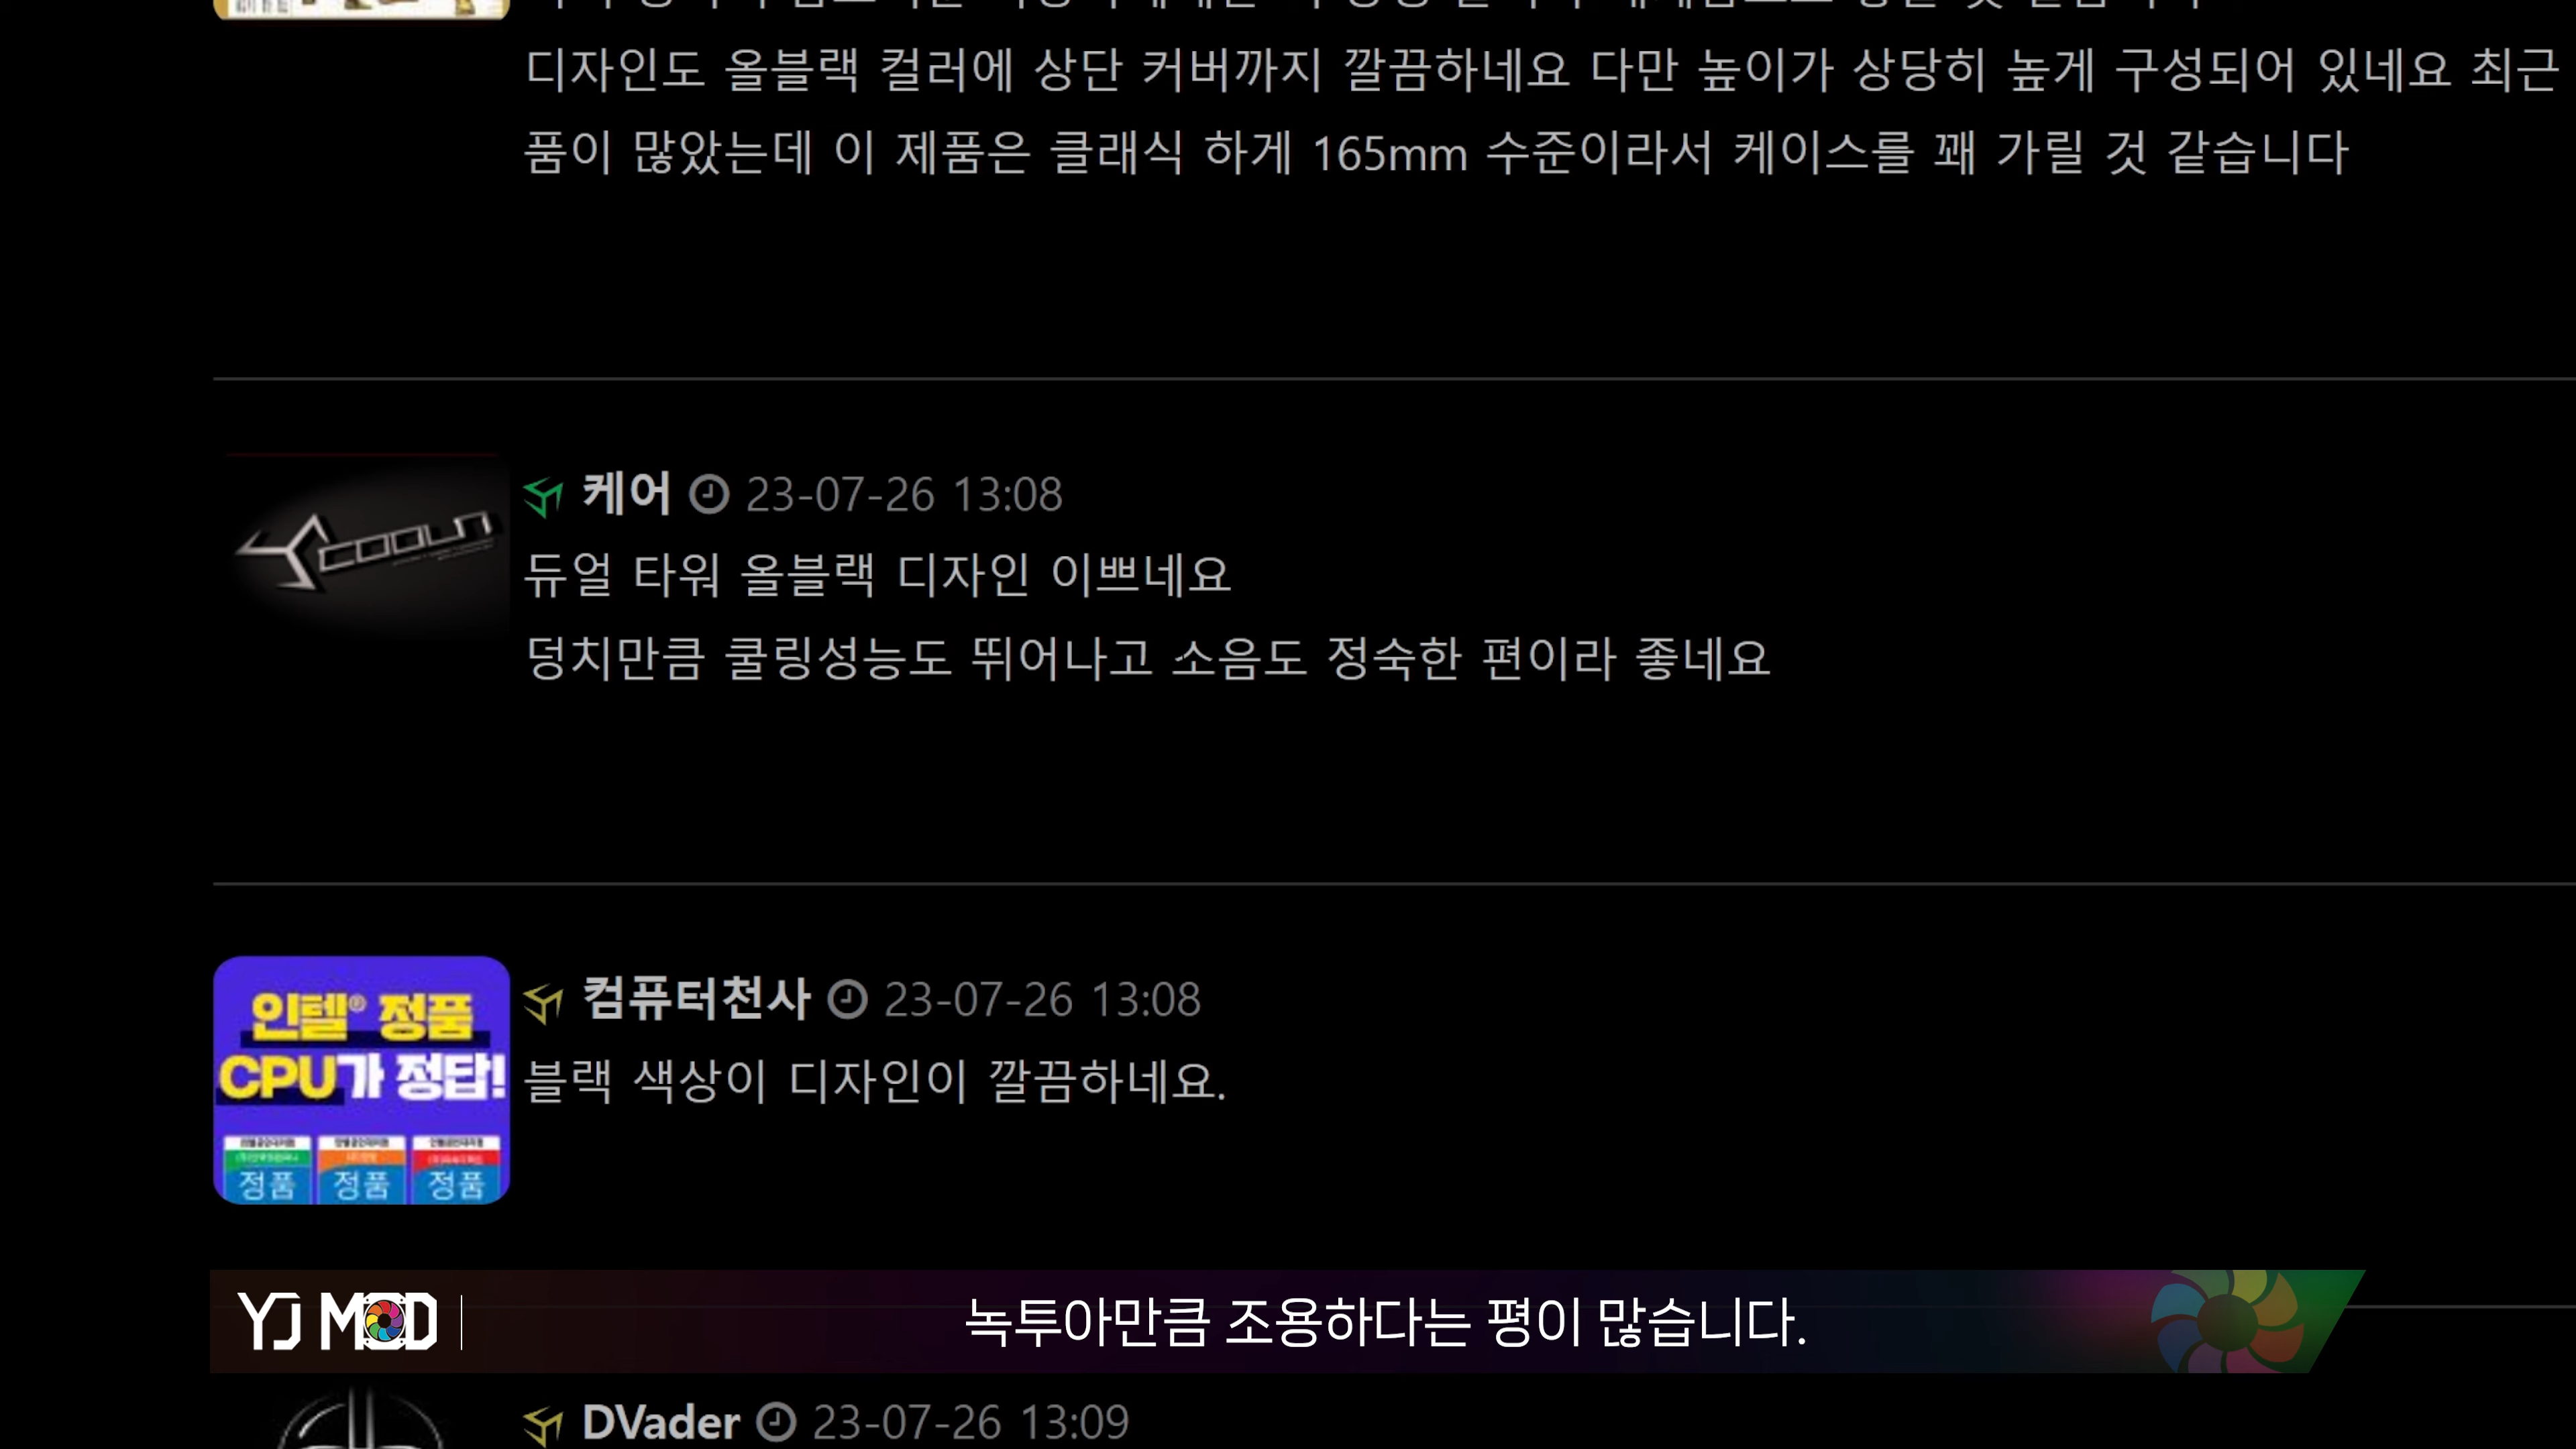 디자인도 올블랙 컬러에 상단 커버까지 깔끔하네요 다만 높이가 상당히 높게 구성되어 있네요 최근
품이 많았는데 이 제품은 클래식 하게 165mm 수준이라서 케이스를 꽤 가릴 것 같습니다
COOLN
케어 23-07-26 13:08
듀얼 타워 올블랙 디자인 이쁘네요
덩치만큼 쿨링성능도 뛰어나고 소음도 정숙한 편이라 좋네요
인텔® 정품
CPU가 정답!
정품 정품 정품
컴퓨터천사 23-07-26 13:08
블랙 색상이 디자인이 깔끔하네요.
YJ MOD
녹투아만큼 조용하다는 평이 많습니다.
DVader 23-07-26 13:09